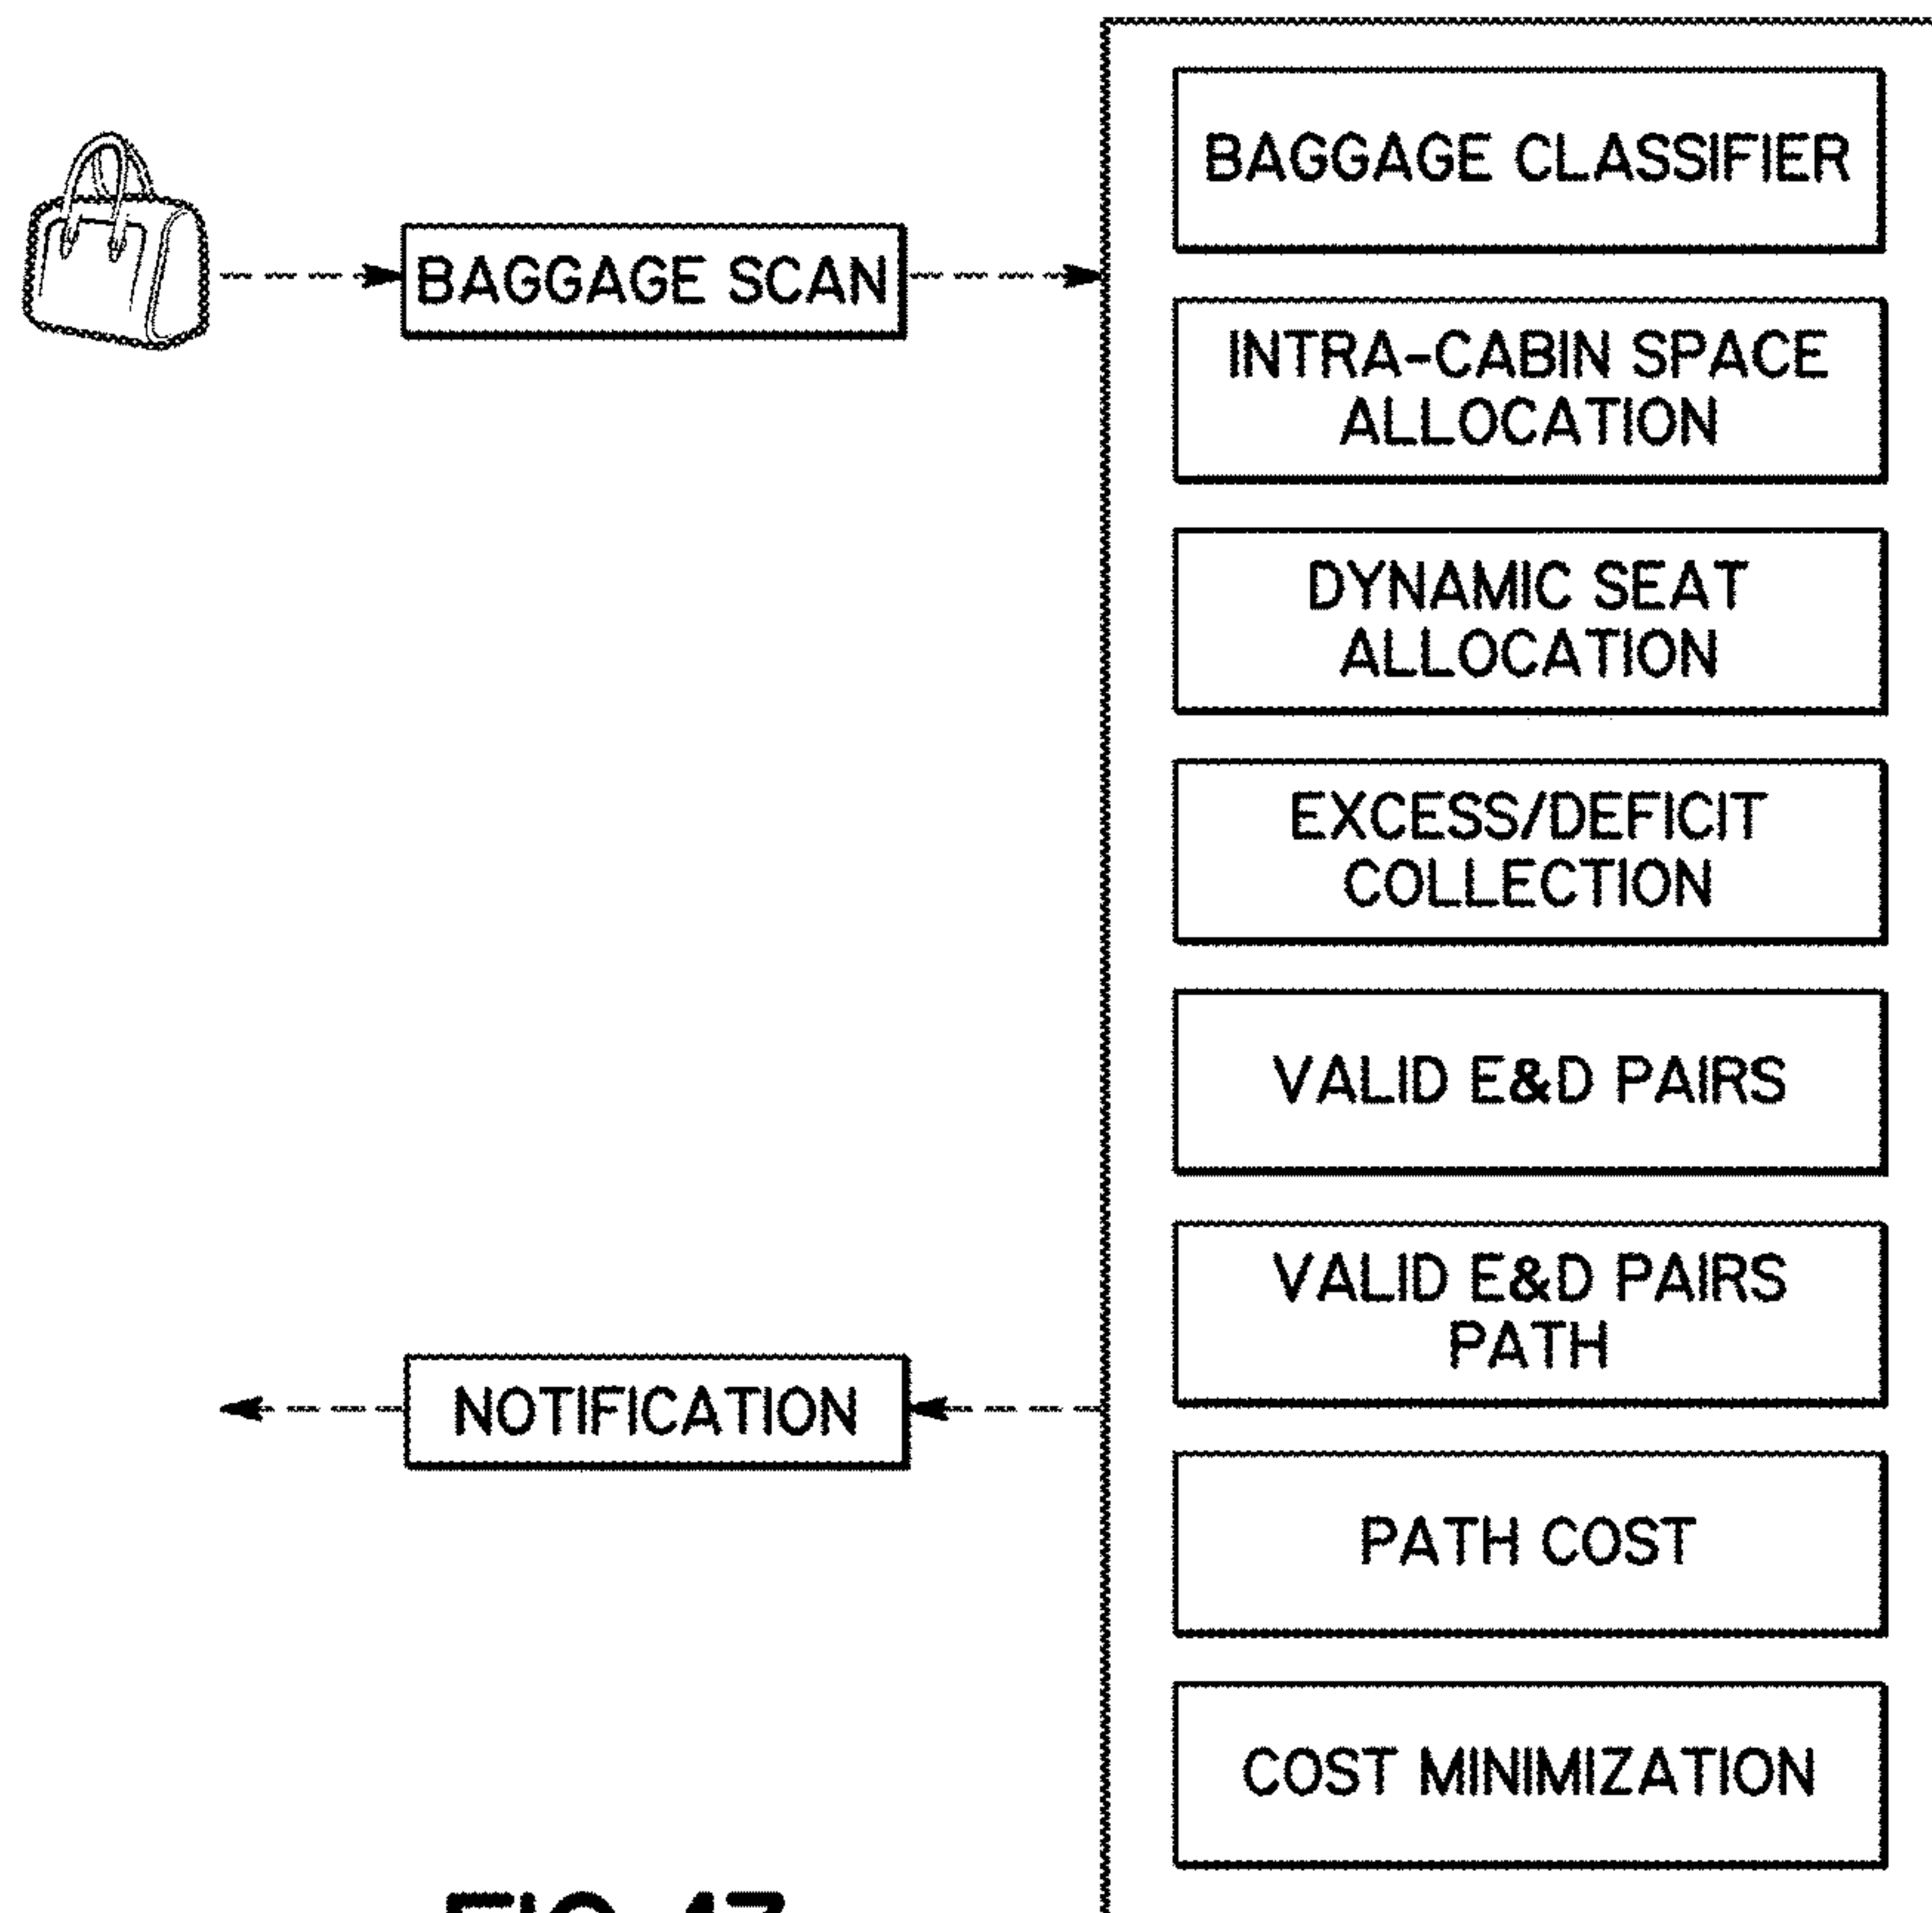 BAGGAGE SCAN
BAGGAGE CLASSIFIER
INTRA-CABIN SPACE
ALLOCATION
DYNAMIC SEAT
ALLOCATION
EXCESS/DEFICIT
COLLECTION
VALID E&D PAIRS
VALID E&D PAIRS
PATH
PATH COST
COST MINIMIZATION
NOTIFICATION